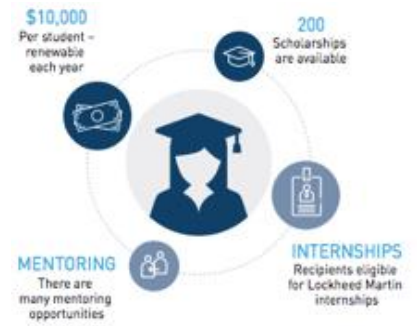 $10,000
Per student –
renewable
each year
200
Scholarships
are available
MENTORING
There are
many mentoring
opportunities
INTERNSHIPS
Recipients eligible
for Lockheed Martin
internships